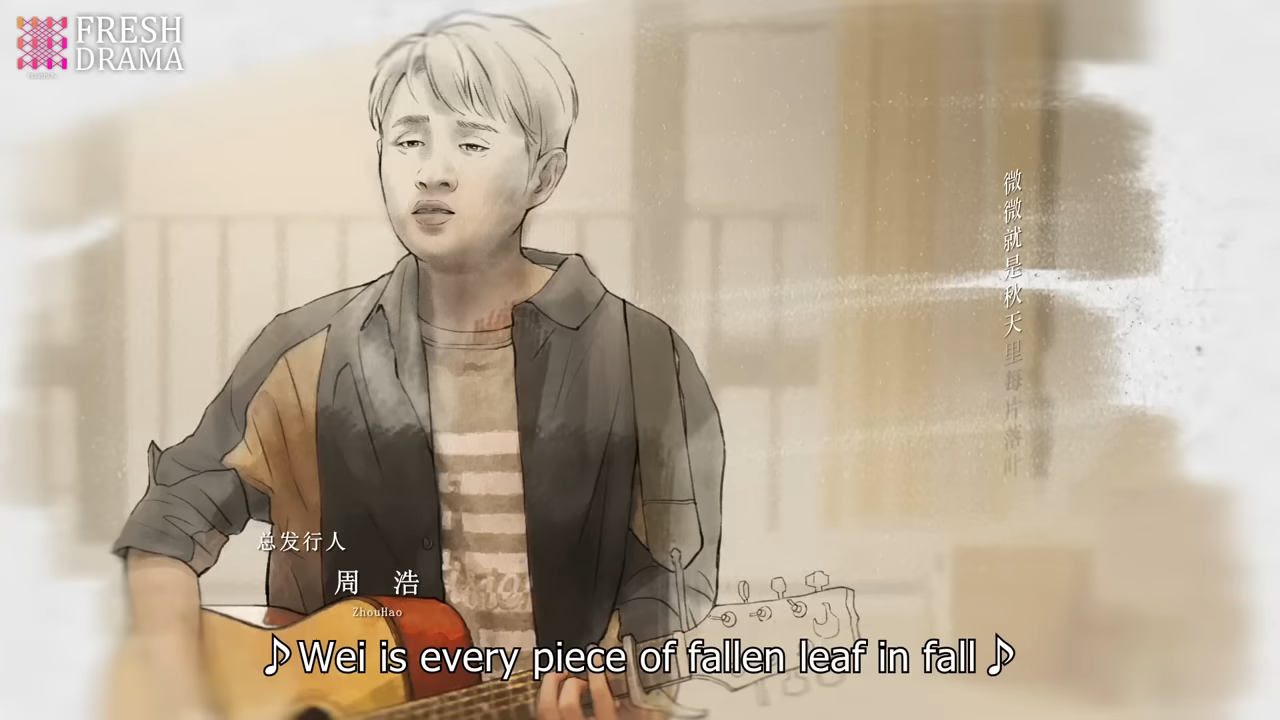 FRESH
DRAMA
微微就是秋天里每片落叶
总发行人
周 浩
ZhouHao
♪Wei is every piece of fallen leaf in fall♪